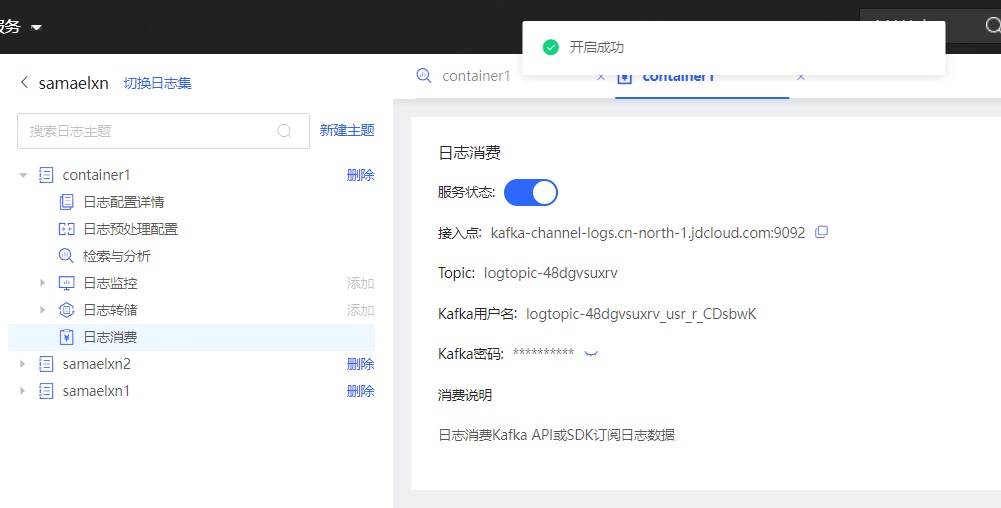 务
开启成功
samaelxn 切换日志集
搜索日志主题
新建主题
container1 删除
日志配置详情
日志预处理配置
检索与分析
日志监控 添加
日志转储 添加
日志消费
samaelxn2 删除
samaelxn1 删除
container1
container1
日志消费
服务状态:
接入点: kafka-channel-logs.cn-north-1.jdcloud.com:9092
Topic: logtopic-48dgvsuxrv
Kafka用户名: logtopic-48dgvsuxrv_usr_r_CDsbwK
Kafka密码: **********
消费说明
日志消费Kafka API或SDK订阅日志数据